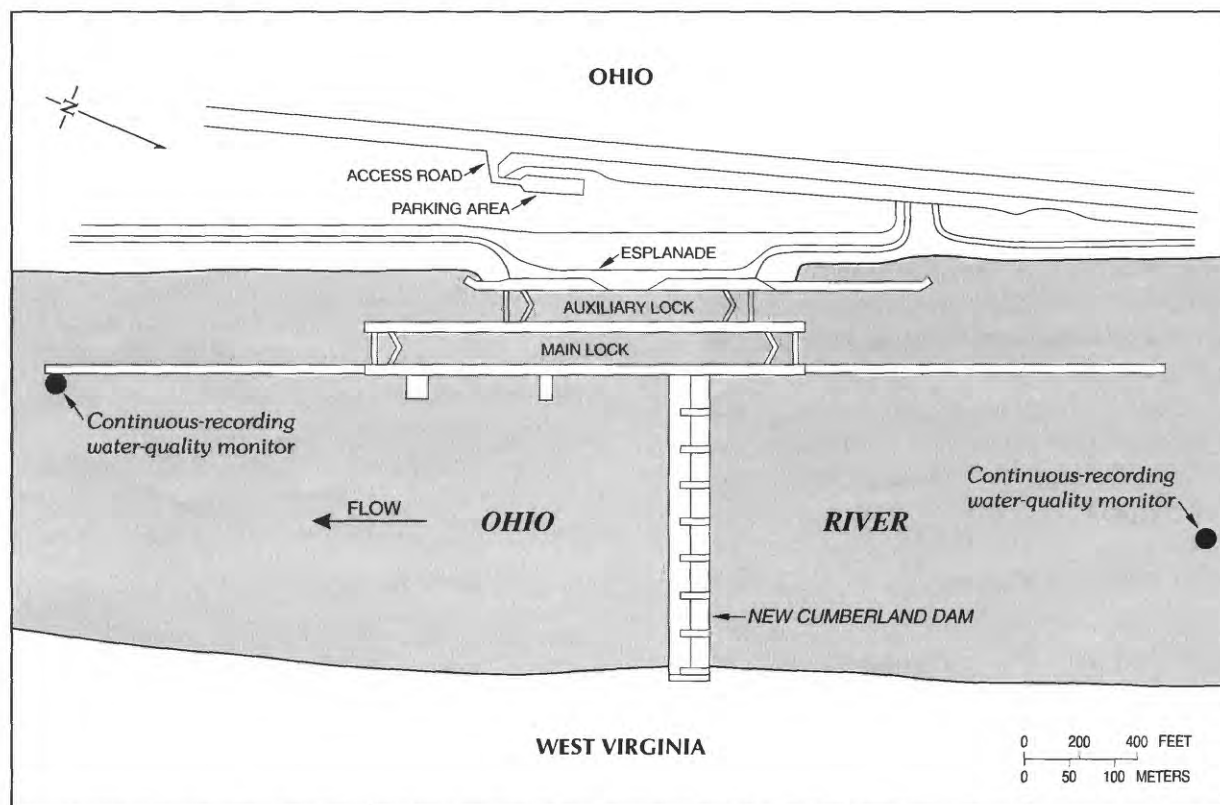 OHIO
N
ACCESS ROAD
PARKING AREA
ESPLANADE
AUXILIARY LOCK
MAIN LOCK
Continuous-recording
water-quality monitor
Continuous-recording
water-quality monitor
FLOW
OHIO
RIVER
NEW CUMBERLAND DAM
WEST VIRGINIA
0 200 400 FEET
0 50 100 METERS